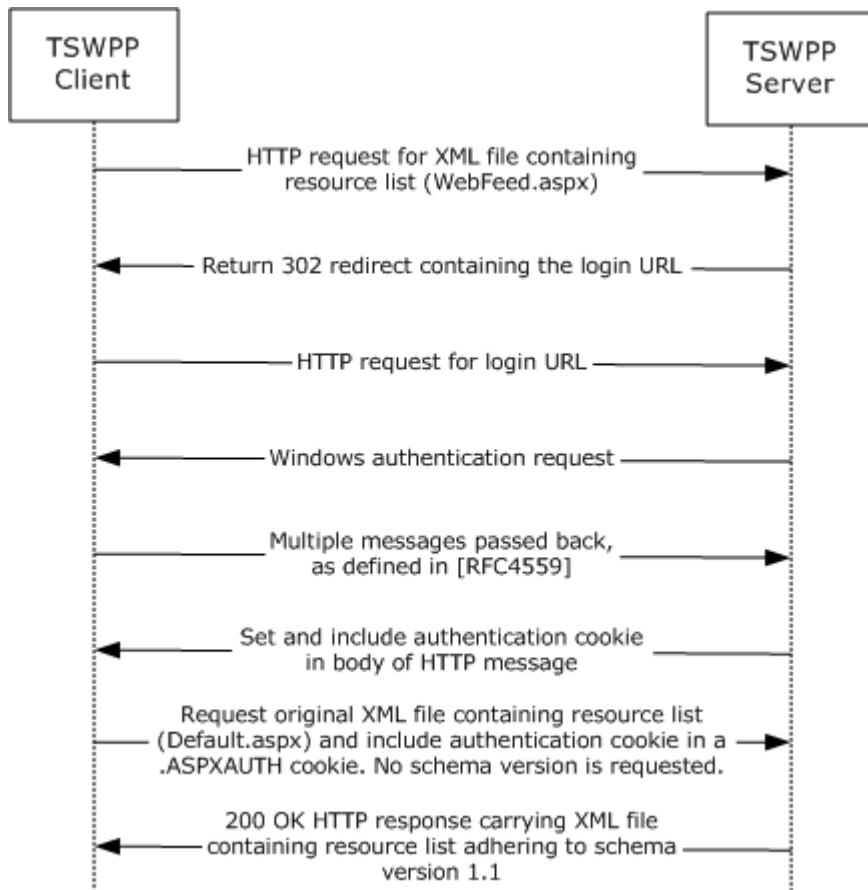 TSWPP
Client
TSWPP
Server
HTTP request for XML file containing
resource list (WebFeed.aspx)
Return 302 redirect containing the login URL
HTTP request for login URL
Windows authentication request
Multiple messages passed back,
as defined in [RFC4559]
Set and include authentication cookie
in body of HTTP message
Request original XML file containing resource list
(Default.aspx) and include authentication cookie in a
.ASPXAUTH cookie. No schema version is requested.
200 OK HTTP response carrying XML file
containing resource list adhering to schema
version 1.1